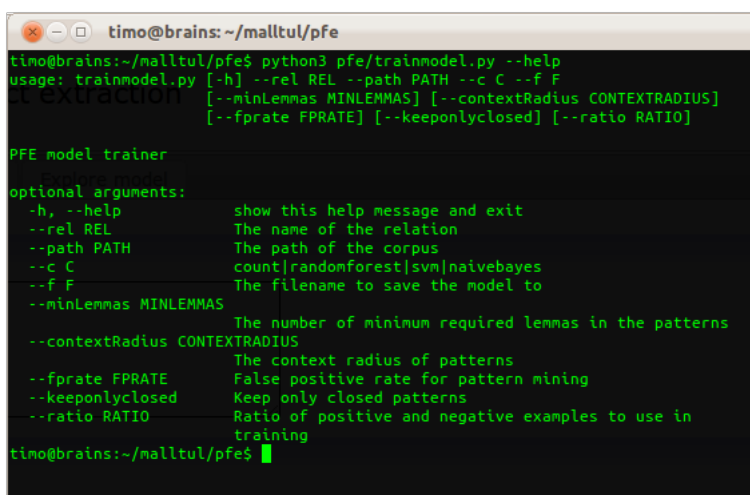 timo@brains: ~/malltul/pfe
timo@brains:~/malltul/pfe$ python3 pfe/trainmodel.py --help
usage: trainmodel.py [-h] --rel REL --path PATH --c C --f F
[--minLemmas MINLEMMAS] [--contextRadius CONTEXTRADIUS]
[--fprate FPRATE] [--keeponlyclosed] [--ratio RATIO]
ct extraction
PFE model trainer
Explore model
optional arguments:
-h, --help show this help message and exit
--rel REL The name of the relation
--path PATH The path of the corpus
--c C count|randomforest|svm|naivebayes
--f F The filename to save the model to
--minLemmas MINLEMMAS
The number of minimum required lemmas in the patterns
--contextRadius CONTEXTRADIUS
The context radius of patterns
--fprate FPRATE False positive rate for pattern mining
--keeponlyclosed Keep only closed patterns
--ratio RATIO Ratio of positive and negative examples to use in
training
timo@brains:~/malltul/pfe$